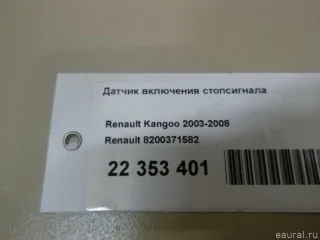 Датчик включения стопсигнала
Renault Kangoo 2003-2008
Renault 8200371582
22 353 401
eaural.ru